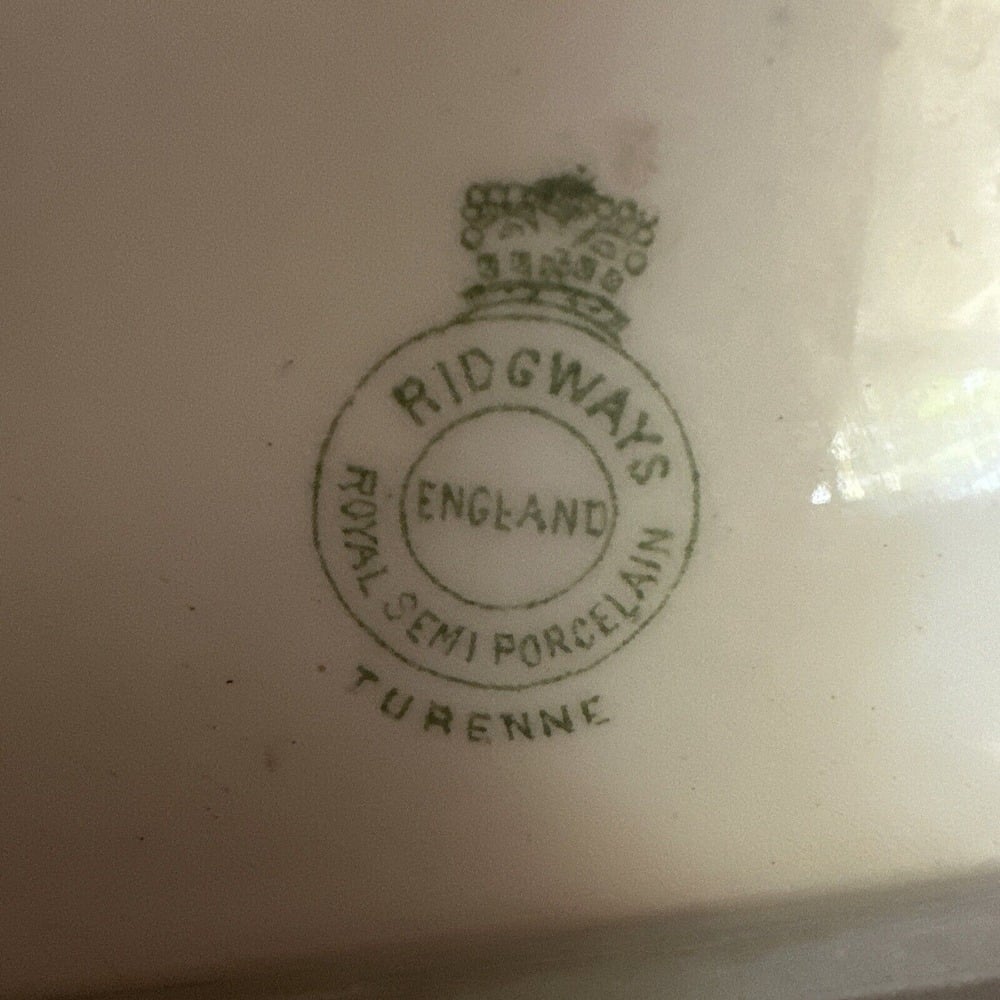 RIDGWAYS
ENGLAND
ROYAL SEMI PORCELAIN
TURENNE